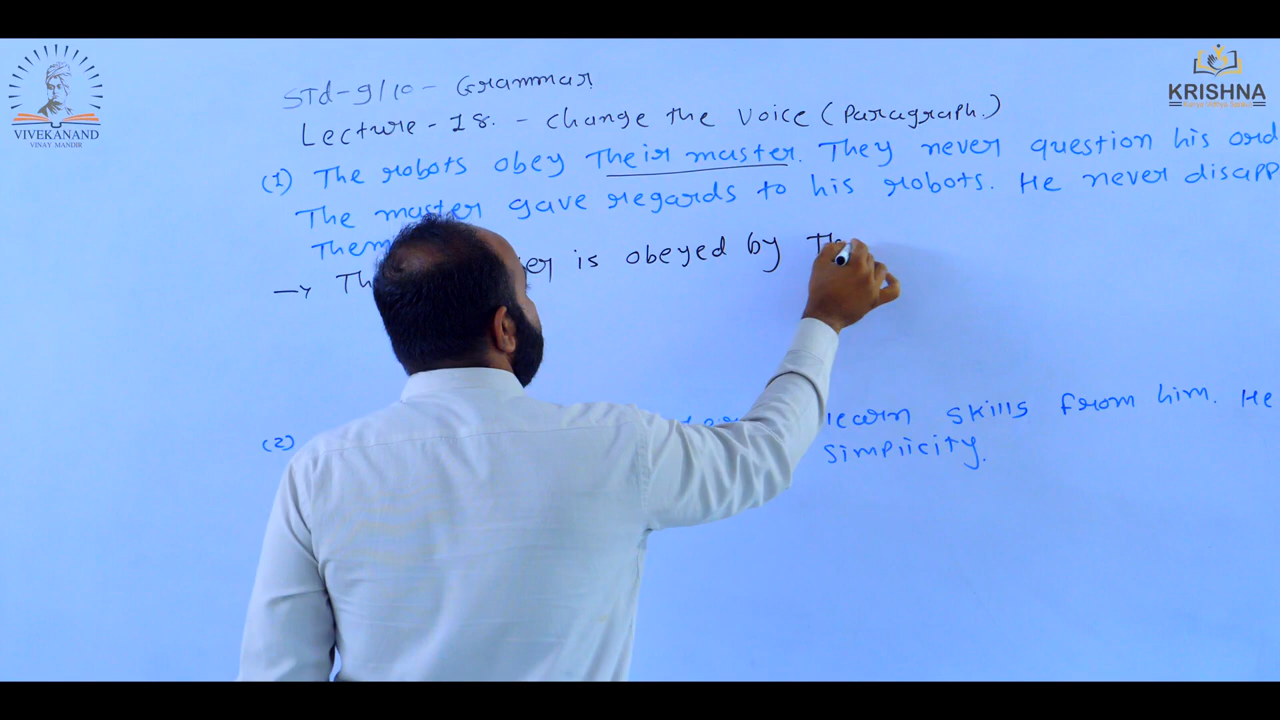 VIVEKANAND
VINAY MANDIR
KRISHNA
STd-9/10 - Grammar
Lecture-18. - change the voice (Paragraph.)
(1) The robots obey Their master. They never question his ord
The master gave regards to his robots. He never disapp
Them
→ Th er is obeyed by Th
(2) learn skills from him. He
simplicity.